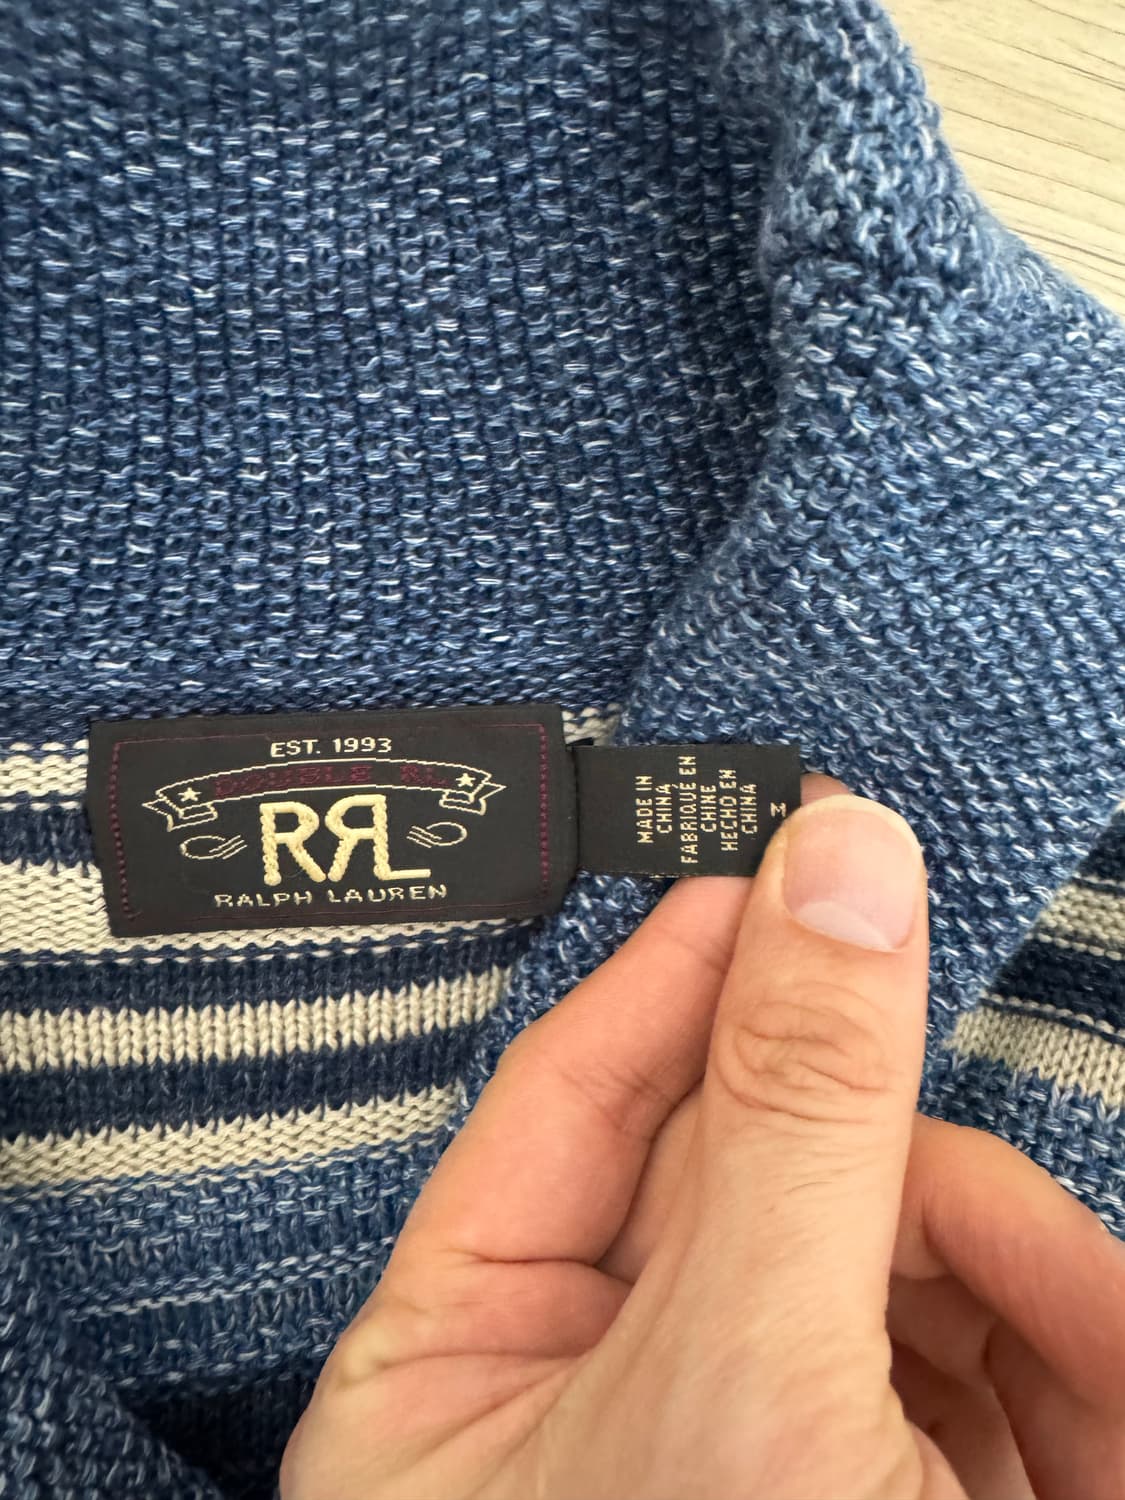 EST. 1993
DOUBLE RL
RRL
RALPH LAUREN
MADE IN
CHINA
FABRIQUÉ EN
CHINE
HECHO EN
CHINA
M